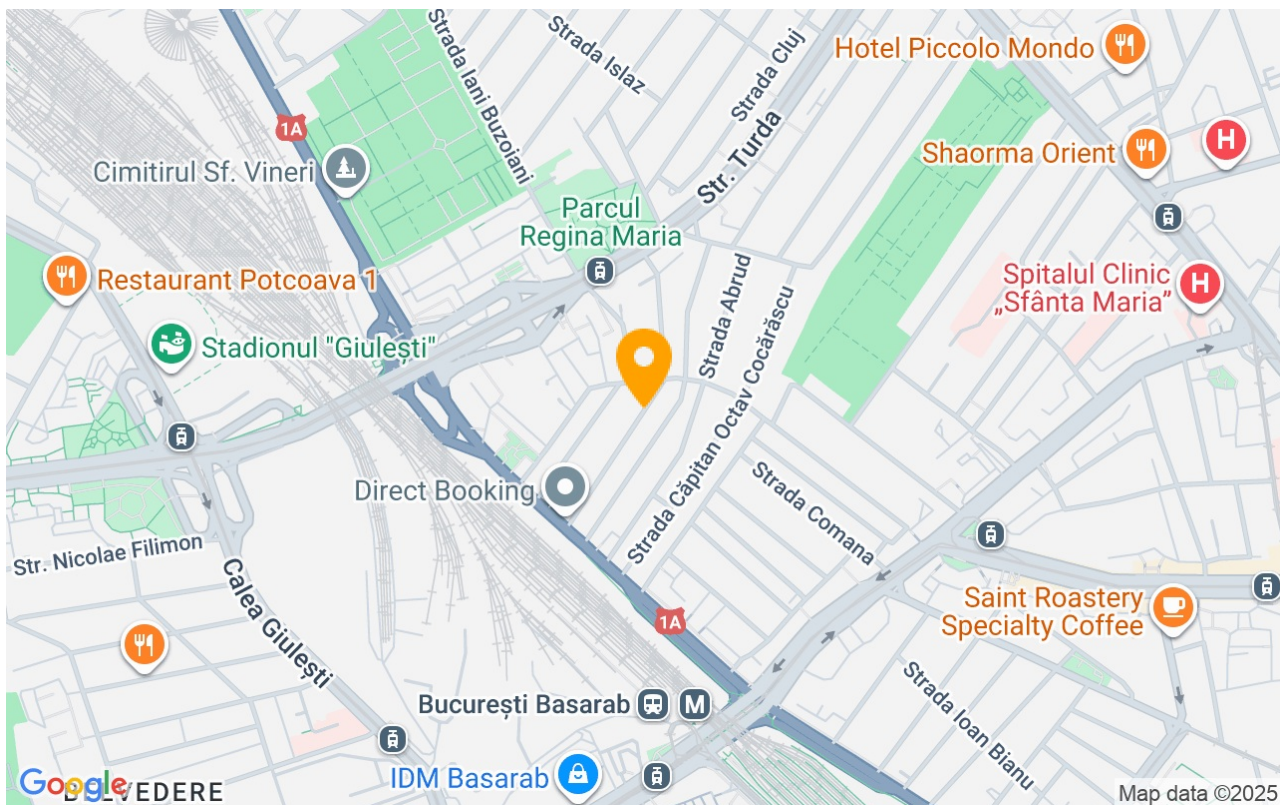 Strada Iani Buzoiani
Strada Islaz
Strada Cluj
Hotel Piccolo Mondo
1A
Cimitirul Sf. Vineri
Str. Turda
Shaorma Orient
H
Parcul
Regina Maria
Restaurant Potcoava 1
Spitalul Clinic
„Sfânta Maria”
H
Stadionul "Giulești"
Strada Abrud
Strada Căpitan Octav Cocărăscu
Direct Booking
Strada Comana
Str. Nicolae Filimon
Calea Giulești
Saint Roastery
Specialty Coffee
1A
București Basarab
M
Strada Ioan Bianu
IDM Basarab
Google
BELVEDERE
Map data ©2025